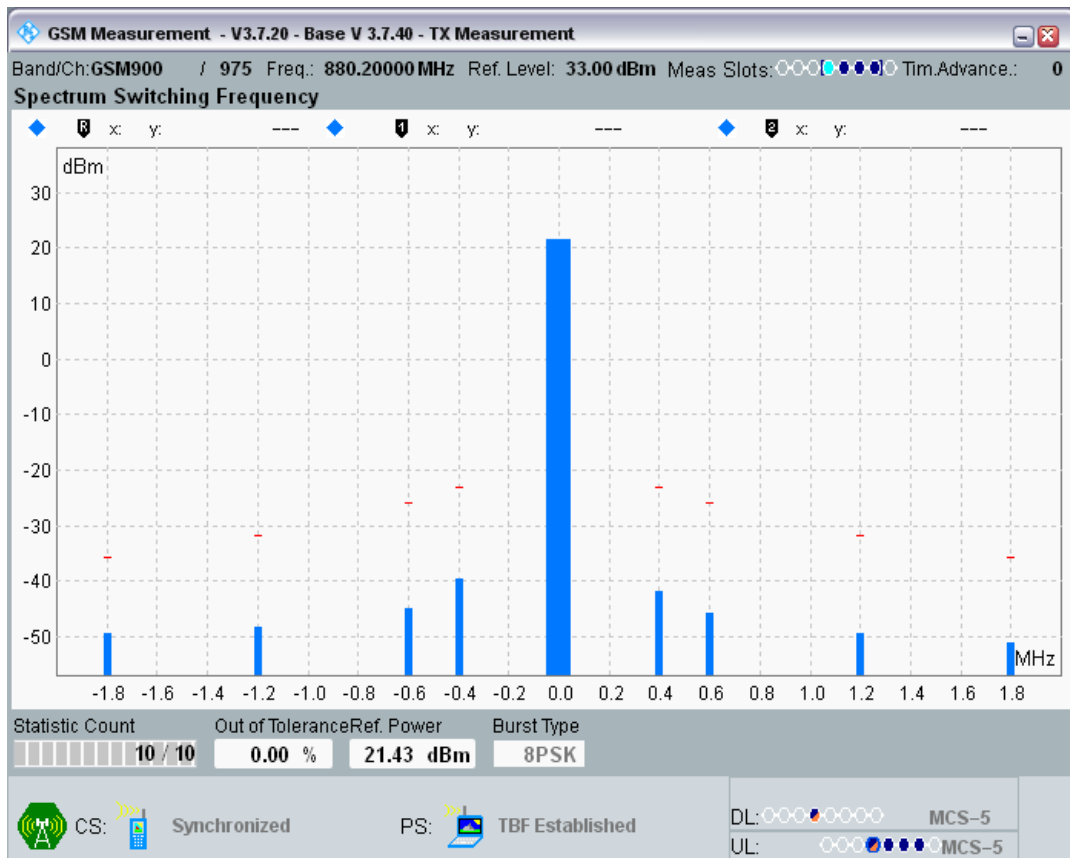 GSM Measurement - V3.7.20 - Base V 3.7.40 - TX Measurement
Band/Ch:GSM900 / 975 Freq.: 880.20000 MHz Ref. Level: 33.00 dBm Meas Slots: Tim.Advance.: 0
Spectrum Switching Frequency
R x: y: --- 1 x: y: --- 2 x: y: ---
dBm
30
20
10
0
-10
-20
-30
-40
-50
MHz
-1.8 -1.6 -1.4 -1.2 -1.0 -0.8 -0.6 -0.4 -0.2 0.0 0.2 0.4 0.6 0.8 1.0 1.2 1.4 1.6 1.8
Statistic Count Out of Tolerance Ref. Power Burst Type
10 / 10 0.00 % 21.43 dBm 8PSK
CS: Synchronized PS: TBF Established DL: MCS-5
UL: MCS-5